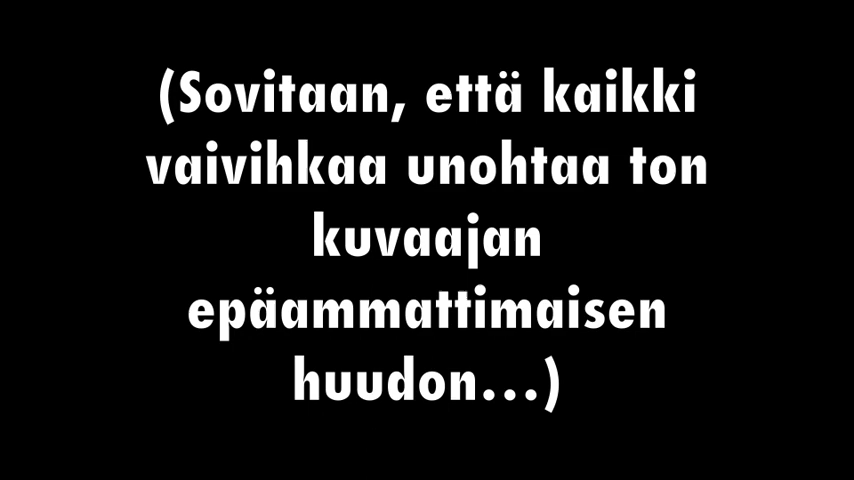 (Sovitaan, että kaikki
vaivihkaa unohtaa ton
kuvaajan
epäammattimaisen
huudon...)